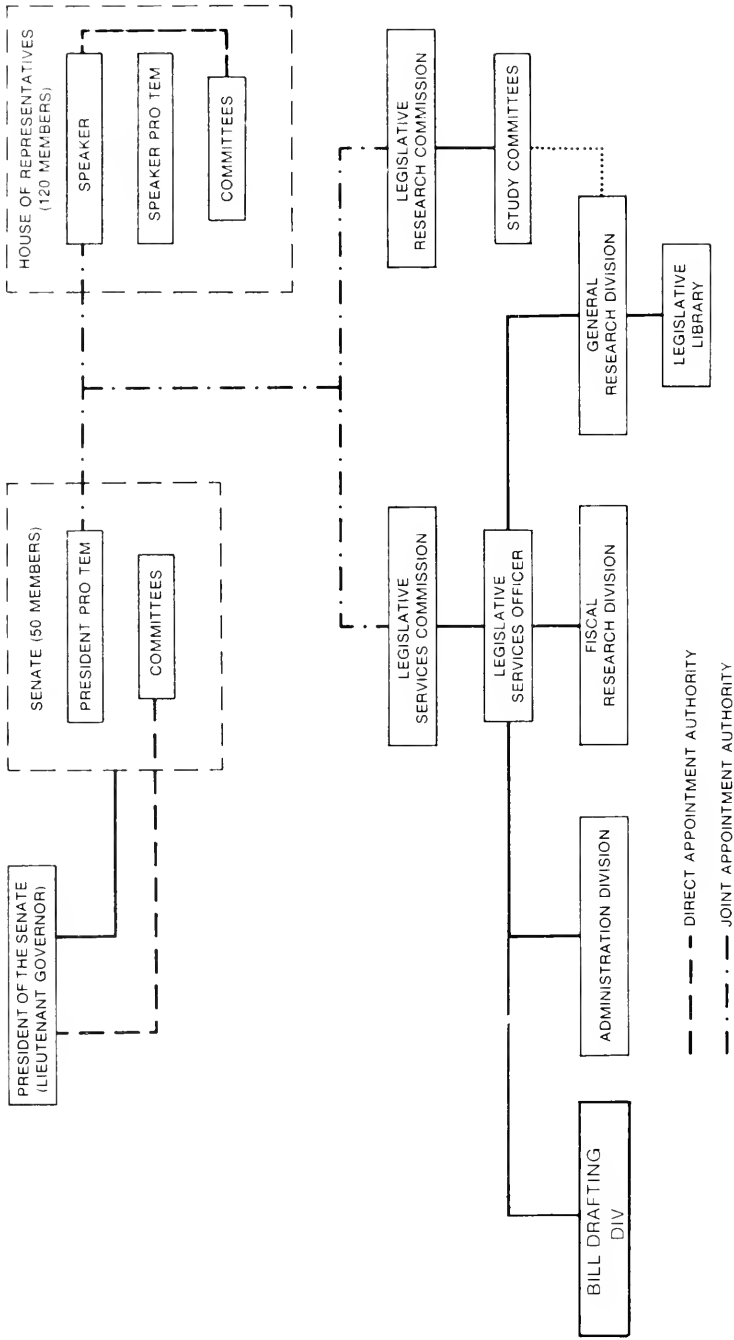 PRESIDENT OF THE SENATE
(LIEUTENANT GOVERNOR)
SENATE (50 MEMBERS)
PRESIDENT PRO TEM
COMMITTEES
HOUSE OF REPRESENTATIVES
(120 MEMBERS)
SPEAKER
SPEAKER PRO TEM
COMMITTEES
LEGISLATIVE
SERVICES COMMISSION
LEGISLATIVE
RESEARCH COMMISSION
LEGISLATIVE
SERVICES OFFICER
STUDY COMMITTEES
BILL DRAFTING
DIV
ADMINISTRATION DIVISION
FISCAL
RESEARCH DIVISION
GENERAL
RESEARCH DIVISION
LEGISLATIVE
LIBRARY
DIRECT APPOINTMENT AUTHORITY
JOINT APPOINTMENT AUTHORITY